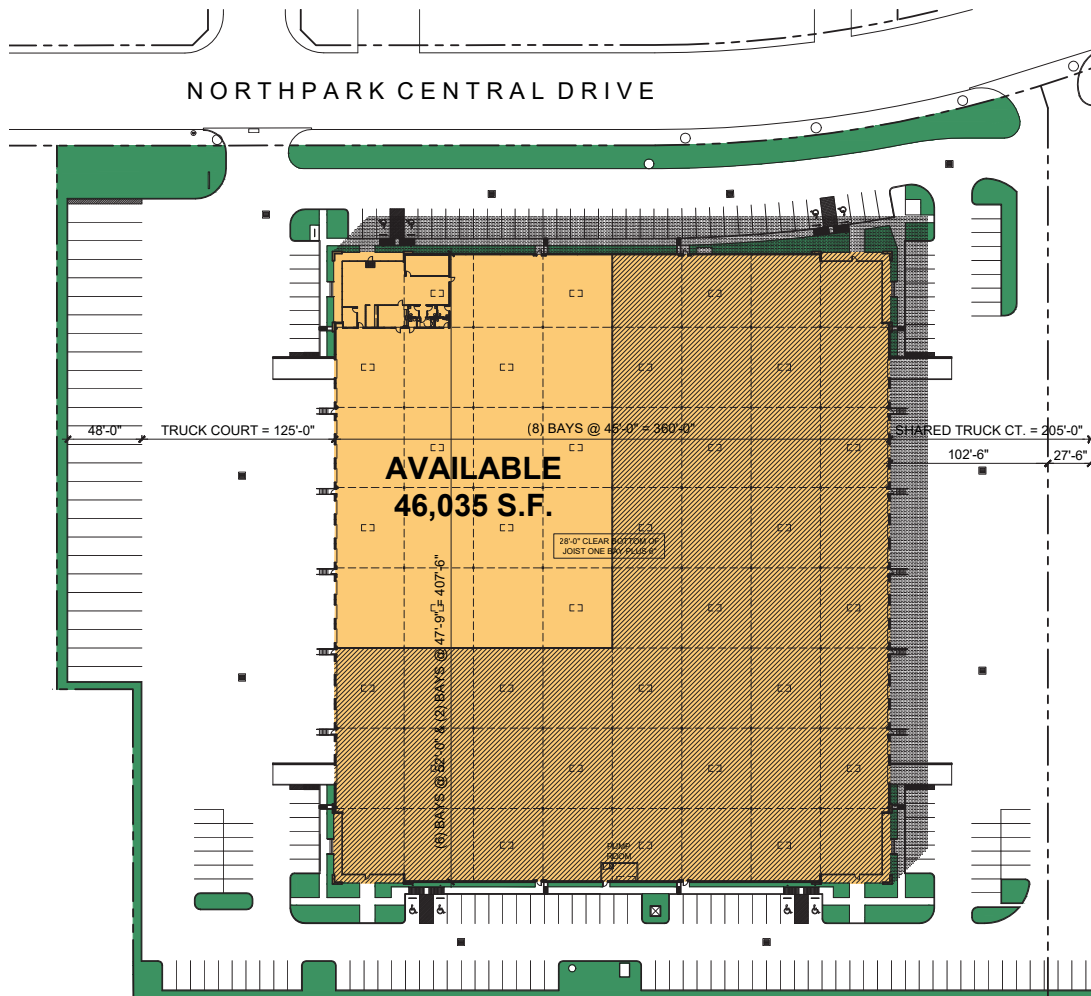 NORTHPARK CENTRAL DRIVE
48'-0"
TRUCK COURT = 125'-0"
(8) BAYS @ 45'-0" = 360'-0"
SHARED TRUCK CT. = 205'-0"
102'-6"
27'-6"
AVAILABLE
46,035 S.F.
28'-0" CLEAR BOTTOM OF
JOIST ONE BAY PLUS 6"
(6) BAYS @ 52'-0" & (2) BAYS @ 47'-9" = 407'-6"
PUMP
ROOM